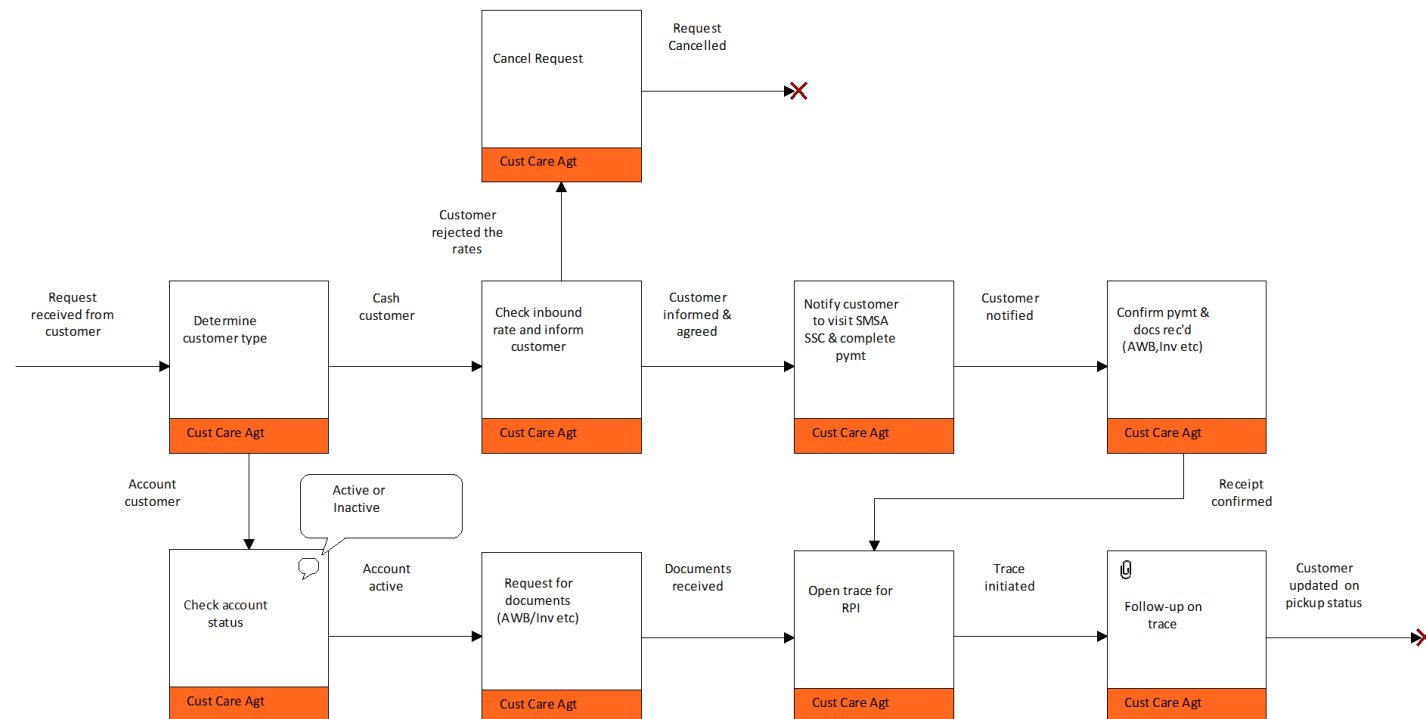 Cancel Request
Request
Cancelled
Cust Care Agt
Customer
rejected the
rates
Request
received from
customer
Determine
customer type
Cust Care Agt
Cash
customer
Check inbound
rate and inform
customer
Cust Care Agt
Customer
informed &
agreed
Notify customer
to visit SMSA
SSC & complete
pymt
Cust Care Agt
Customer
notified
Confirm pymt &
docs rec'd
(AWB,Inv etc)
Cust Care Agt
Account
customer
Active or
Inactive
Receipt
confirmed
Check account
status
Cust Care Agt
Account
active
Request for
documents
(AWB/Inv etc)
Cust Care Agt
Documents
received
Open trace for
RPI
Cust Care Agt
Trace
initiated
Follow-up on
trace
Cust Care Agt
Customer
updated on
pickup status